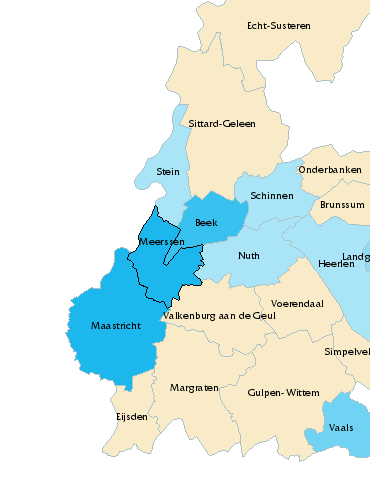 Echt-Susteren
Sittard-Geleen
Stein
Onderbanken
Schinnen
Brunssum
Beek
Meerssen
Nuth
Heerlen
Landg
Voerendaal
Valkenburg aan de Geul
Maastricht
Simpelvel
Margraten
Gulpen- Wittem
Eijsden
Vaals